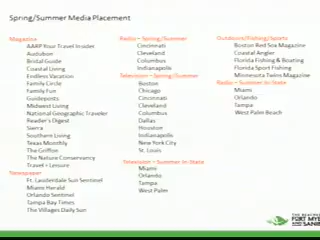 Spring/Summer Media Placement
Magazine
AARP Your Travel Insider
Audubon
Bridal Guide
Coastal Living
Endless Vacation
Family Circle
Family Fun
Guideposts
Midwest Living
National Geographic Traveler
Reader's Digest
Sierra
Southern Living
Texas Monthly
The Griffon
The Nature Conservancy
Travel + Leisure
Newspaper
Ft. Lauderdale Sun Sentinel
Miami Herald
Orlando Sentinel
Tampa Bay Times
The Villages Daily Sun
Radio – Spring/Summer
Cincinnati
Cleveland
Columbus
Indianapolis
Television – Spring/Summer
Boston
Chicago
Cincinnati
Cleveland
Columbus
Dallas
Houston
Indianapolis
New York City
St. Louis
Television – Summer In-State
Miami
Orlando
Tampa
West Palm
Outdoors/Fishing/Sports
Boston Red Sox Magazine
Coastal Angler
Florida Fishing & Boating
Florida Sport Fishing
Minnesota Twins Magazine
Radio – Summer In-State
Miami
Orlando
Tampa
West Palm Beach
THE BEACHES
FORT MYE
AND SANIB